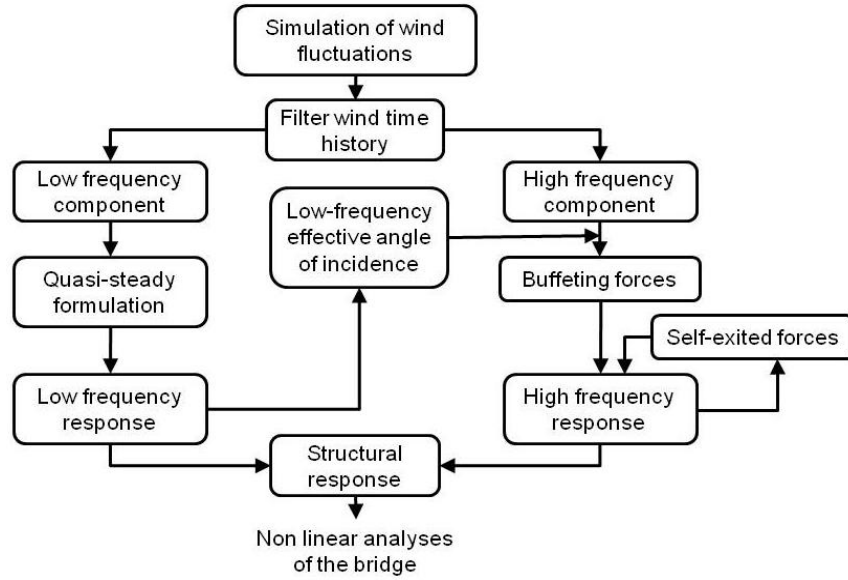 Simulation of wind
fluctuations
Filter wind time
history
Low frequency
component
High frequency
component
Low-frequency
effective angle
of incidence
Quasi-steady
formulation
Buffeting forces
Self-exited forces
Low frequency
response
High frequency
response
Structural
response
Non linear analyses
of the bridge